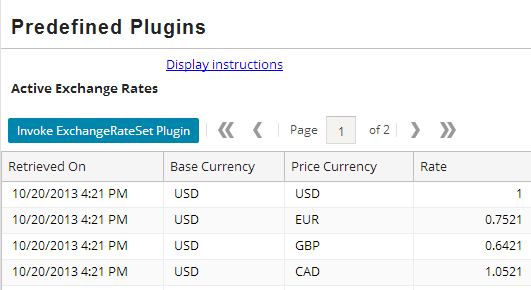 Predefined Plugins
Display instructions
Active Exchange Rates
Invoke ExchangeRateSet Plugin Page 1 of 2
Retrieved On Base Currency Price Currency Rate
10/20/2013 4:21 PM USD USD 1
10/20/2013 4:21 PM USD EUR 0.7521
10/20/2013 4:21 PM USD GBP 0.6421
10/20/2013 4:21 PM USD CAD 1.0521